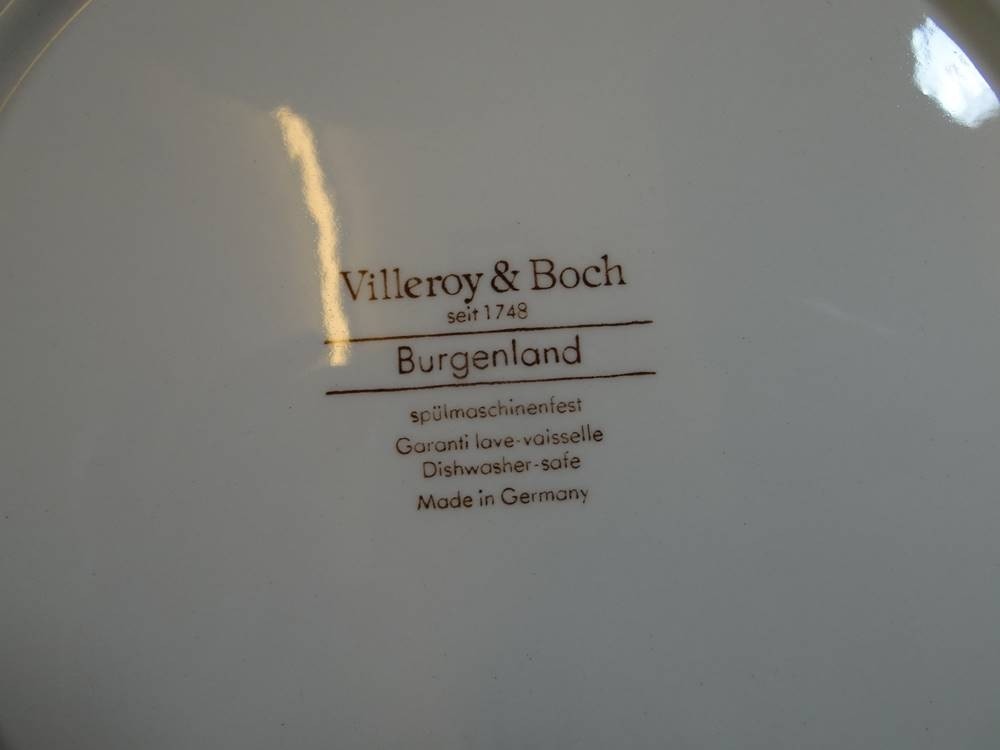 Villeroy & Boch
seit 1748
Burgenland
spülmaschinenfest
Garanti lave-vaisselle
Dishwasher-safe
Made in Germany